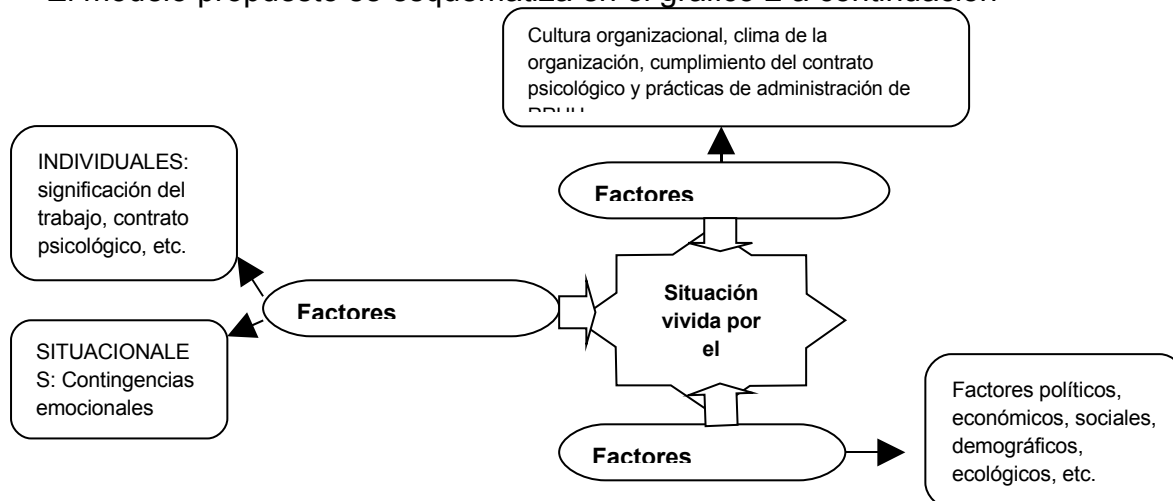 El modelo propuesto se esquematiza en el gráfico 2 a continuación
Cultura organizacional, clima de la
organización, cumplimiento del contrato
psicológico y prácticas de administración de
RRHH
Factores
INDIVIDUALES:
significación del
trabajo, contrato
psicológico, etc.
Factores
SITUACIONALE
S: Contingencias
emocionales
Situación
vivida por
el
Factores
Factores políticos,
económicos, sociales,
demográficos,
ecológicos, etc.